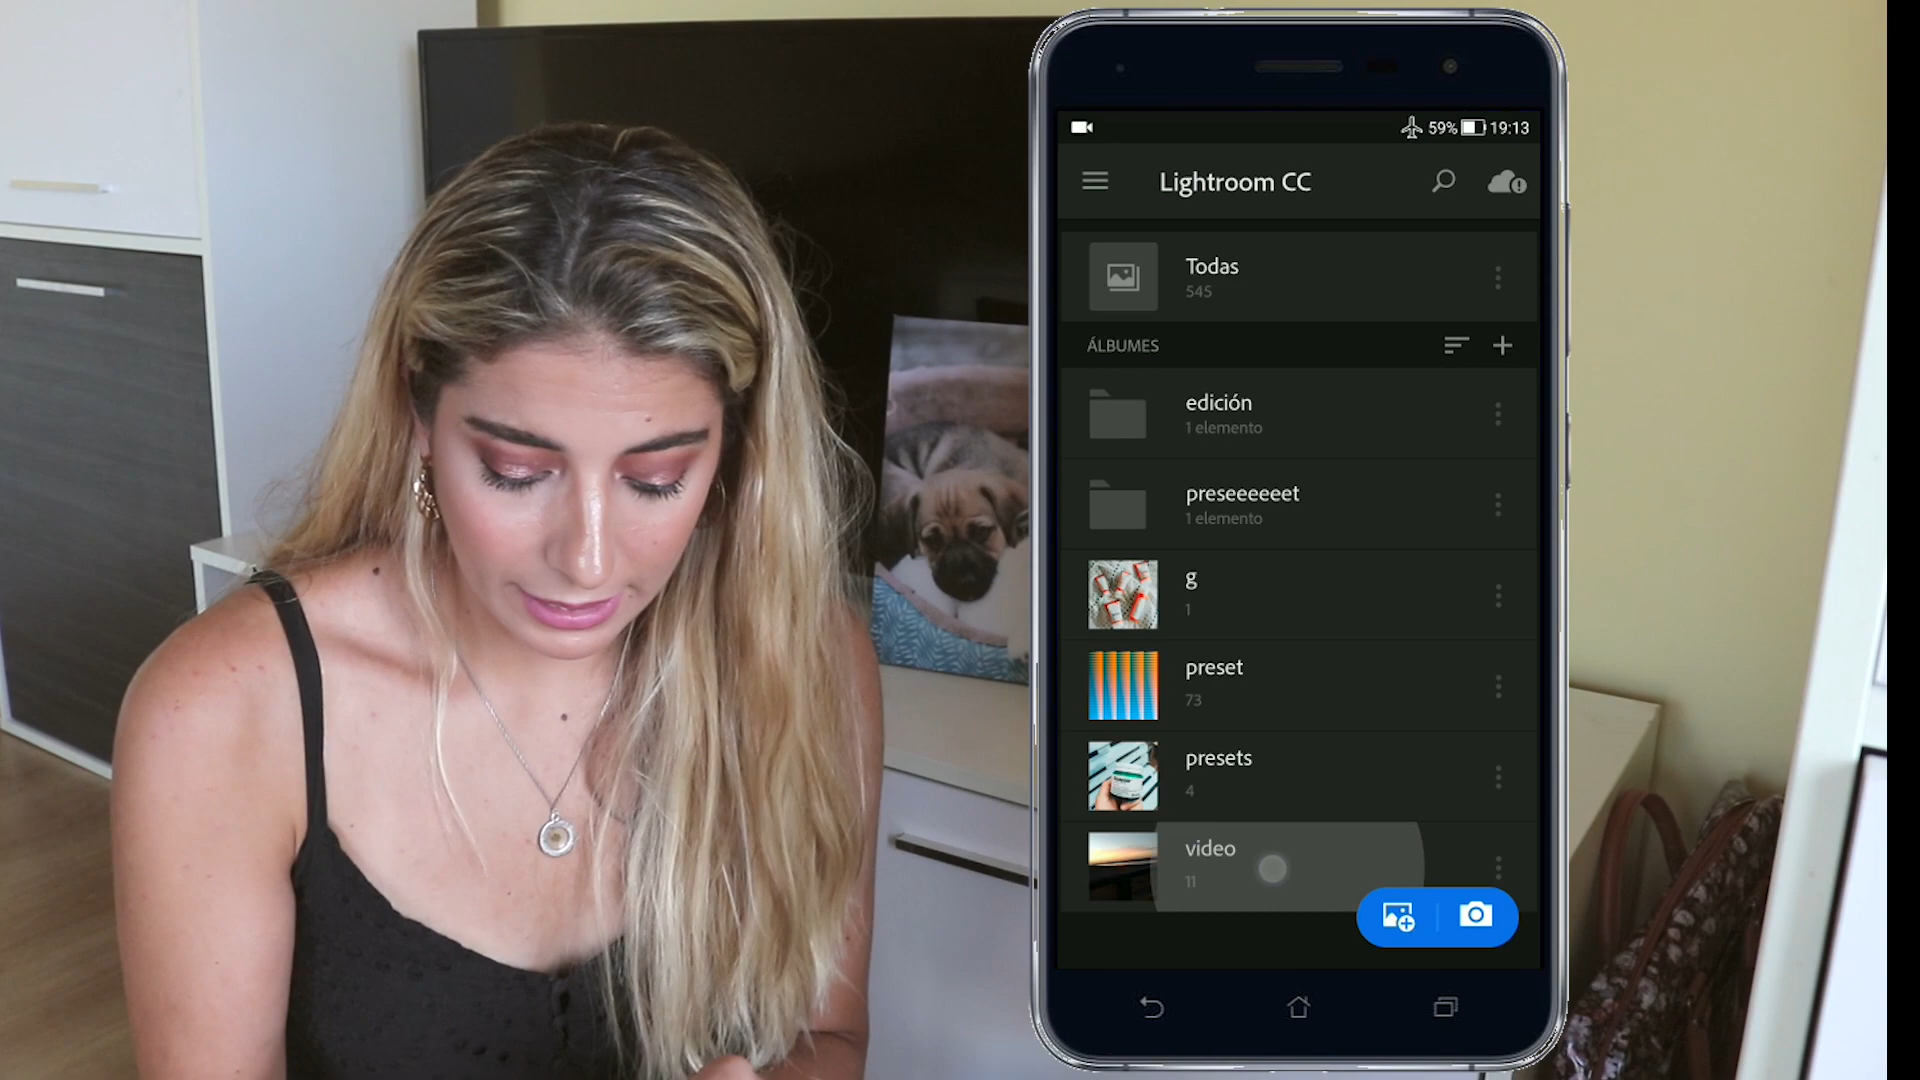 59% 19:13
Lightroom CC
Todas
545
ÁLBUMES
edición
1 elemento
preseeeeeet
1 elemento
g
1
preset
73
presets
4
video
11